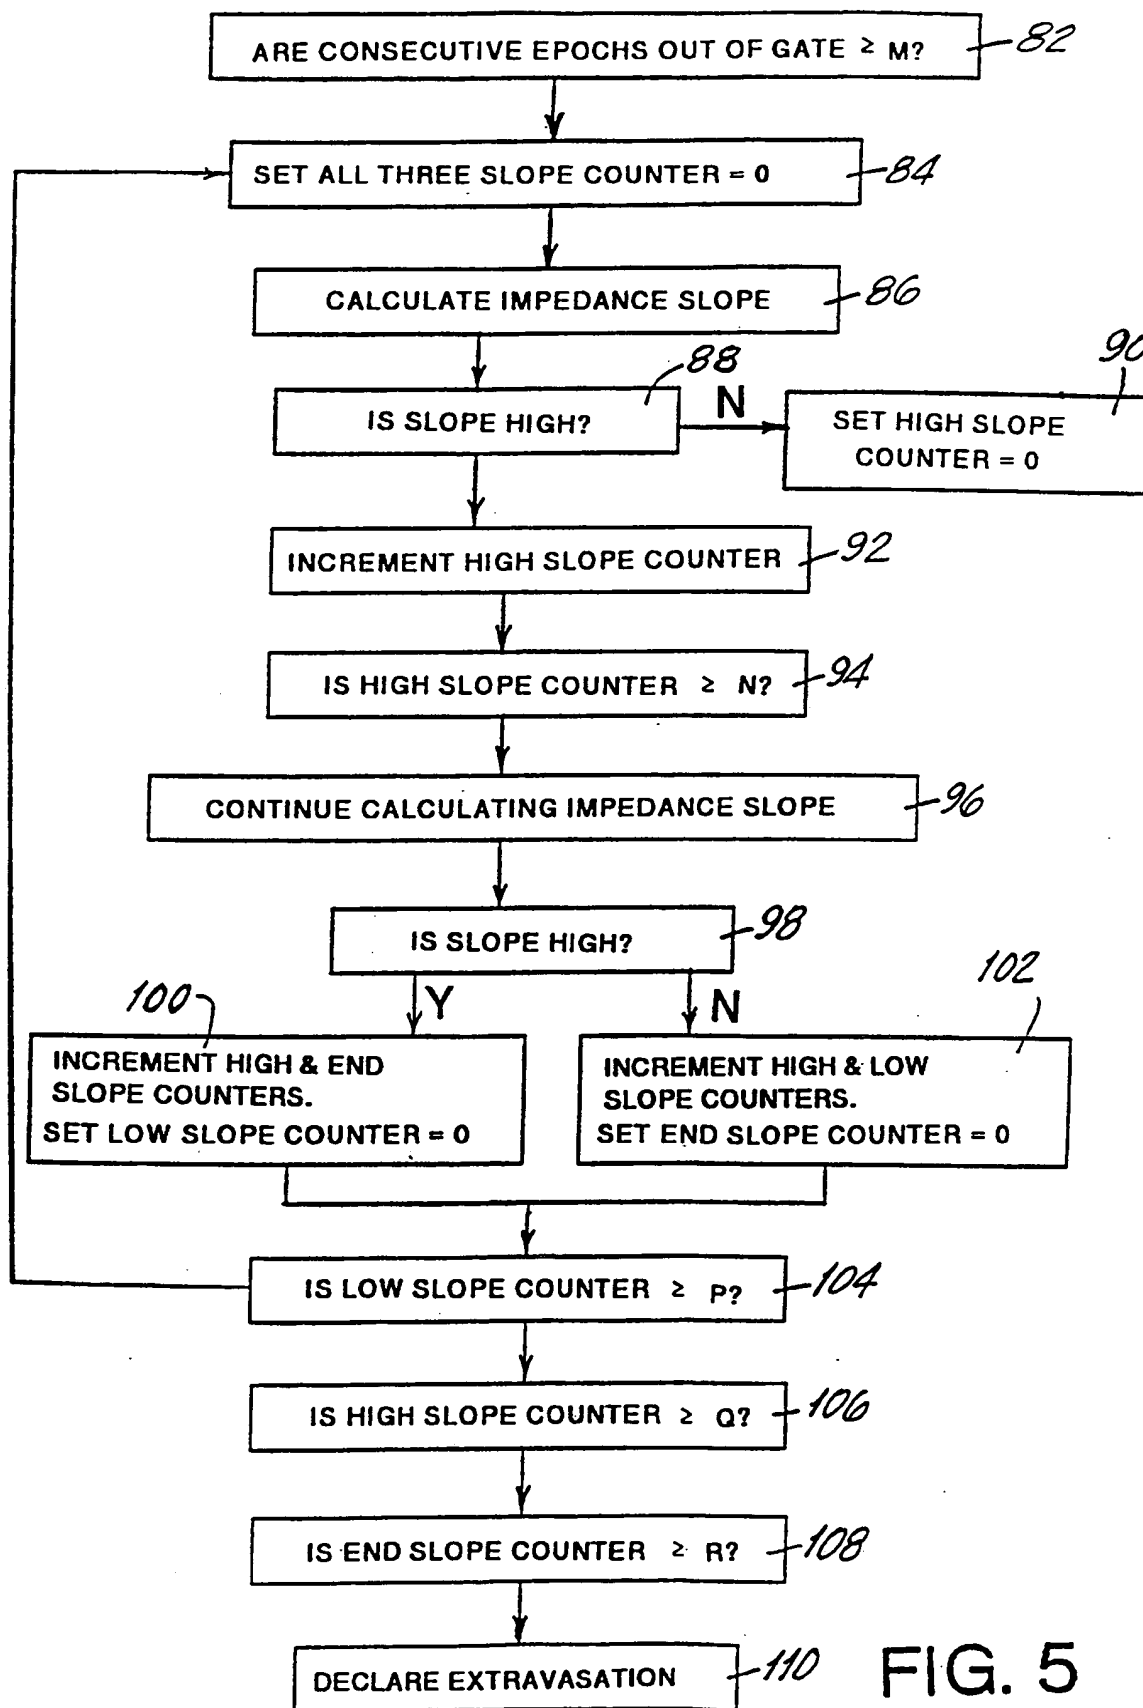 ARE CONSECUTIVE EPOCHS OUT OF GATE ≥ M? 82
SET ALL THREE SLOPE COUNTER = 0 84
CALCULATE IMPEDANCE SLOPE 86
88
IS SLOPE HIGH?
N
90
SET HIGH SLOPE
COUNTER = 0
INCREMENT HIGH SLOPE COUNTER 92
IS HIGH SLOPE COUNTER ≥ N? 94
CONTINUE CALCULATING IMPEDANCE SLOPE 96
IS SLOPE HIGH? 98
Y
N
100
INCREMENT HIGH & END
SLOPE COUNTERS.
SET LOW SLOPE COUNTER = 0
102
INCREMENT HIGH & LOW
SLOPE COUNTERS.
SET END SLOPE COUNTER = 0
IS LOW SLOPE COUNTER ≥ P? 104
IS HIGH SLOPE COUNTER ≥ Q? 106
IS END SLOPE COUNTER ≥ R? 108
DECLARE EXTRAVASATION 110
FIG. 5